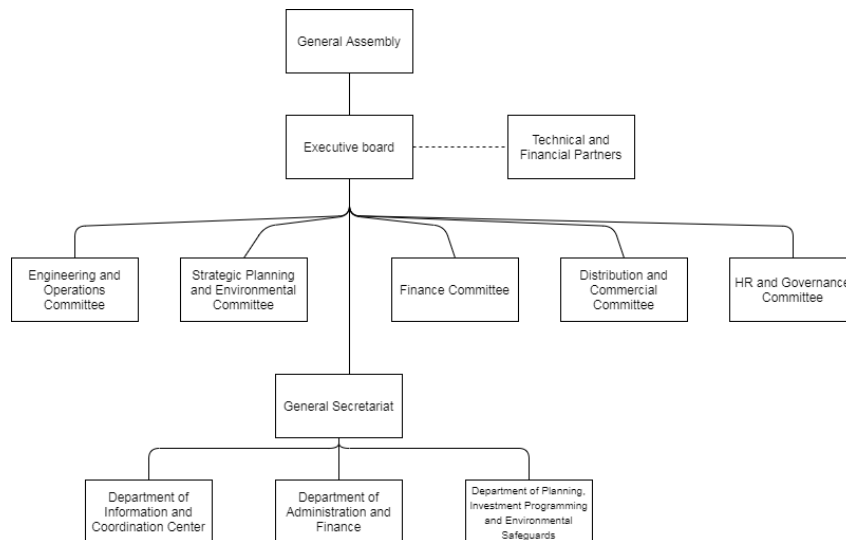 General Assembly
Executive board
Technical and
Financial Partners
Engineering and
Operations
Committee
Strategic Planning
and Environmental
Committee
Finance Committee
Distribution and
Commercial
Committee
HR and Governance
Committee
General Secretariat
Department of
Information and
Coordination Center
Department of
Administration and
Finance
Department of Planning,
Investment Programming
and Environmental
Safeguards